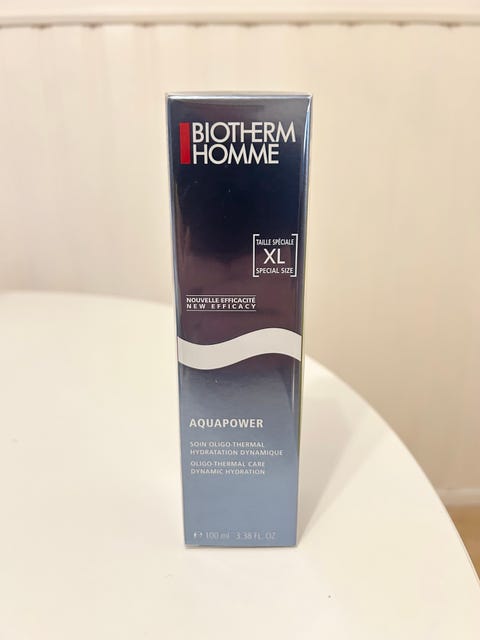 BIOTHERM
HOMME
TAILLE SPÉCIALE
XL
SPECIAL SIZE
NOUVELLE EFFICACITÉ
NEW EFFICACY
AQUAPOWER
SOIN OLIGO-THERMAL
HYDRATATION DYNAMIQUE
OLIGO-THERMAL CARE
DYNAMIC HYDRATION
℮ 100 ml 3.38 FL. OZ